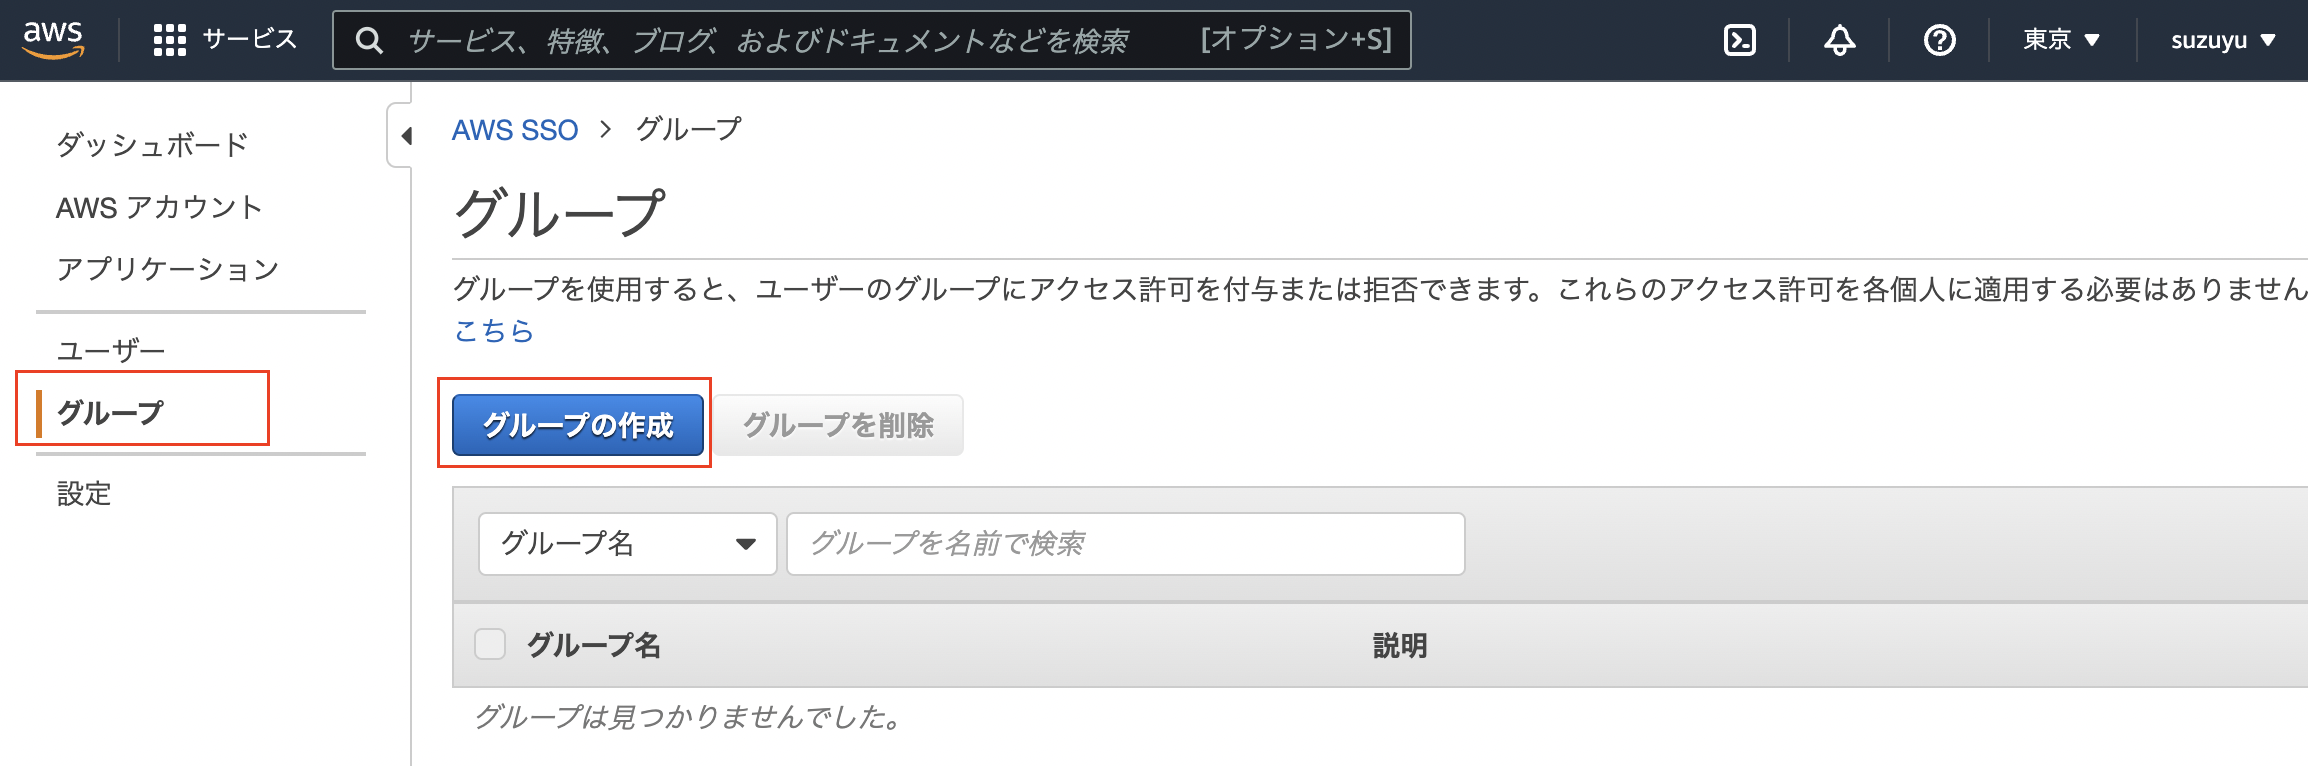 aws
サービス
サービス、特徴、ブログ、およびドキュメントなどを検索
[オプション+S]
東京
suzuyu
ダッシュボード
AWS アカウント
アプリケーション
ユーザー
グループ
設定
AWS SSO > グループ
グループ
グループを使用すると、ユーザーのグループにアクセス許可を付与または拒否できます。これらのアクセス許可を各個人に適用する必要はありません
こちら
グループの作成
グループを削除
グループ名
グループを名前で検索
グループ名
説明
グループは見つかりませんでした。